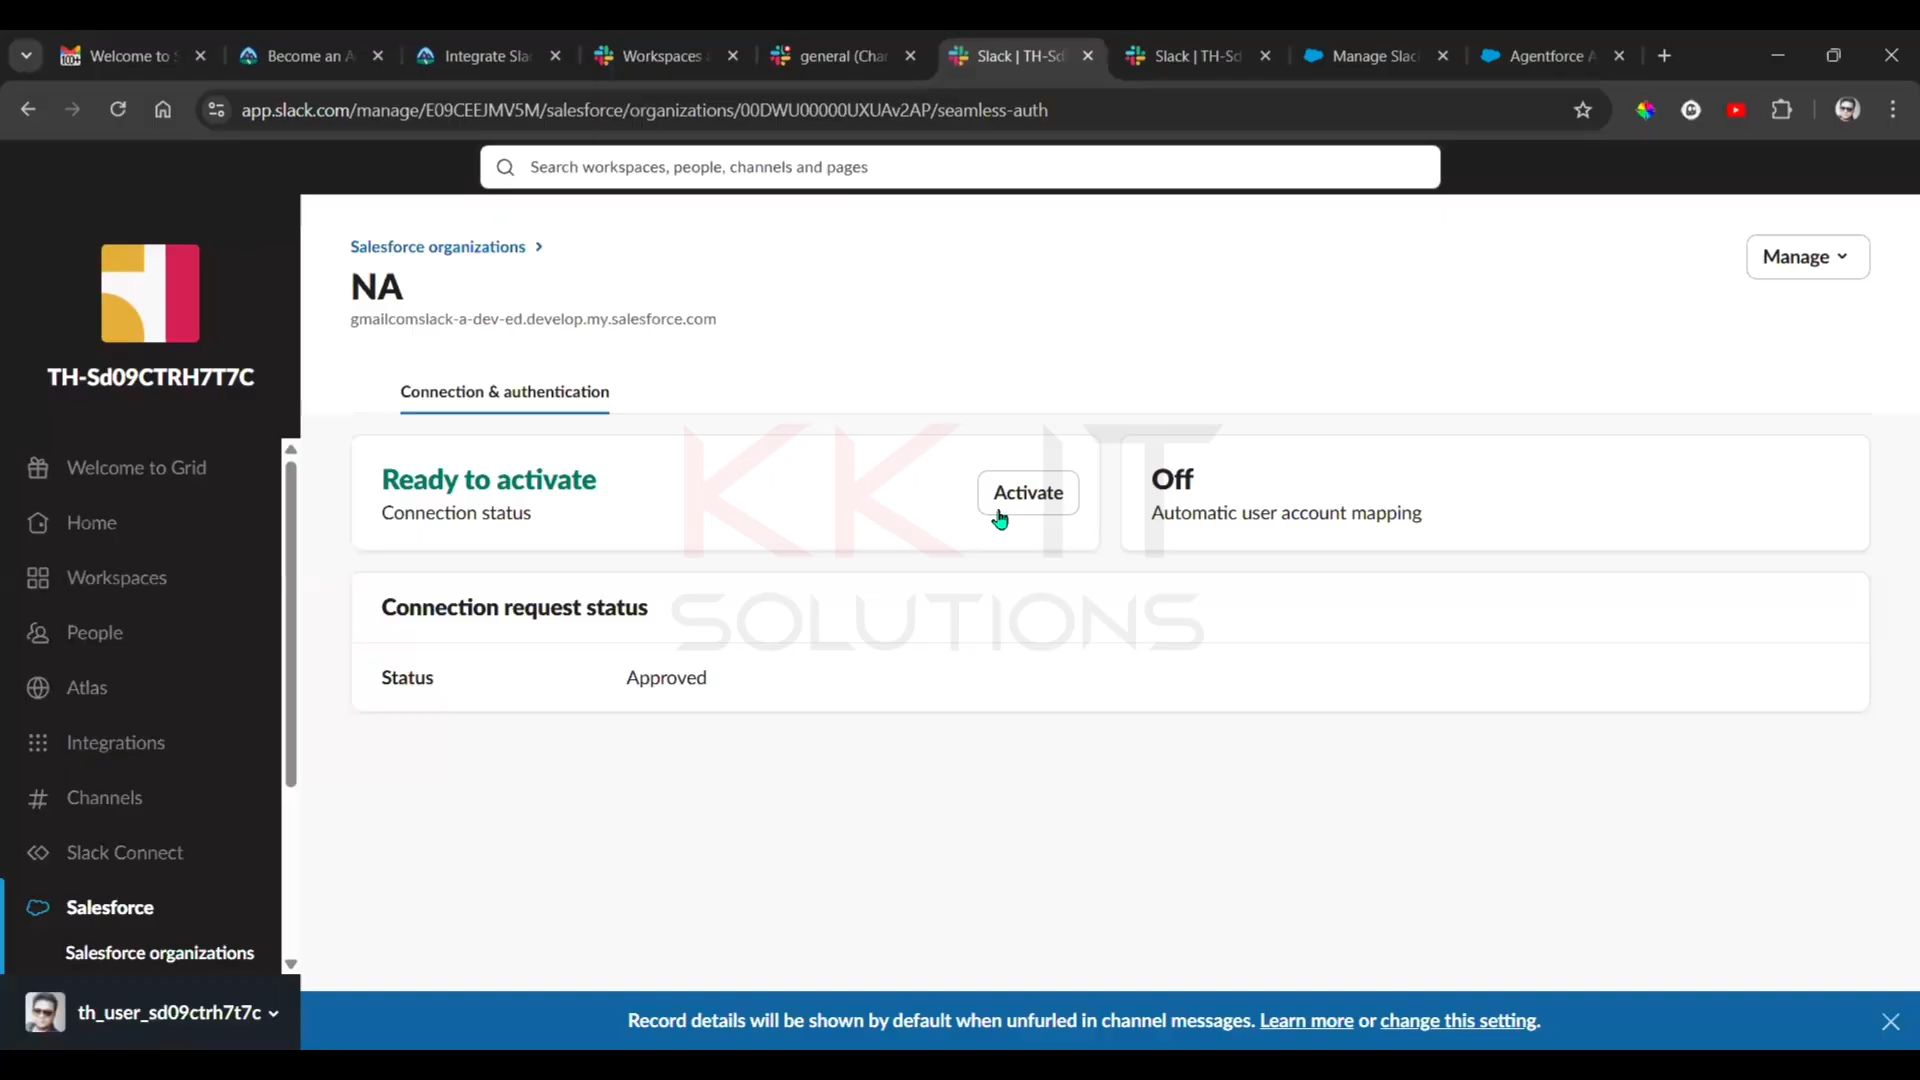 Welcome to S
Become an A
Integrate Slac
Workspaces
general (Chan
Slack | TH-Sd
Slack | TH-Sd
Manage Slac
Agentforce A
app.slack.com/manage/E09CEEJMV5M/salesforce/organizations/00DWU00000UXUAv2AP/seamless-auth
Search workspaces, people, channels and pages
TH-Sd09CTRH7T7C
Welcome to Grid
Home
Workspaces
People
Atlas
Integrations
Channels
Slack Connect
Salesforce
Salesforce organizations
th_user_sd09ctrh7t7c
Salesforce organizations
NA
gmailcomslack-a-dev-ed.develop.my.salesforce.com
Manage
Connection & authentication
Ready to activate
Connection status
Activate
Off
Automatic user account mapping
KK IT
SOLUTIONS
Connection request status
Status Approved
Record details will be shown by default when unfurled in channel messages. Learn more or change this setting.